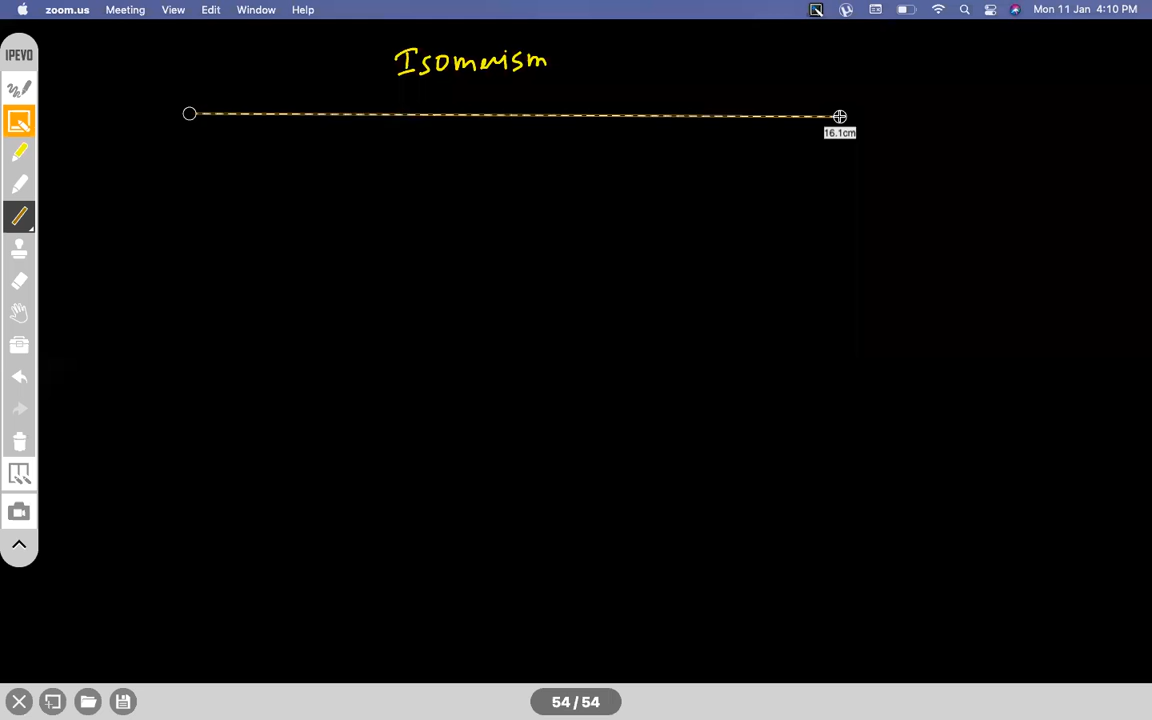 zoom.us Meeting View Edit Window Help Mon 11 Jan 4:10 PM
IPEVO
Isomerism
16.1cm
54 / 54